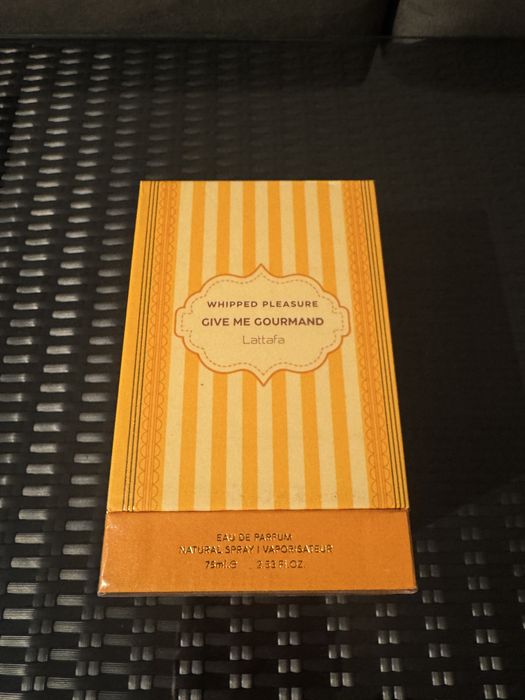 WHIPPED PLEASURE
GIVE ME GOURMAND
Lattafa
EAU DE PARFUM
NATURAL SPRAY | VAPORISATEUR
75ml ℮ 2.53 Fl.OZ.